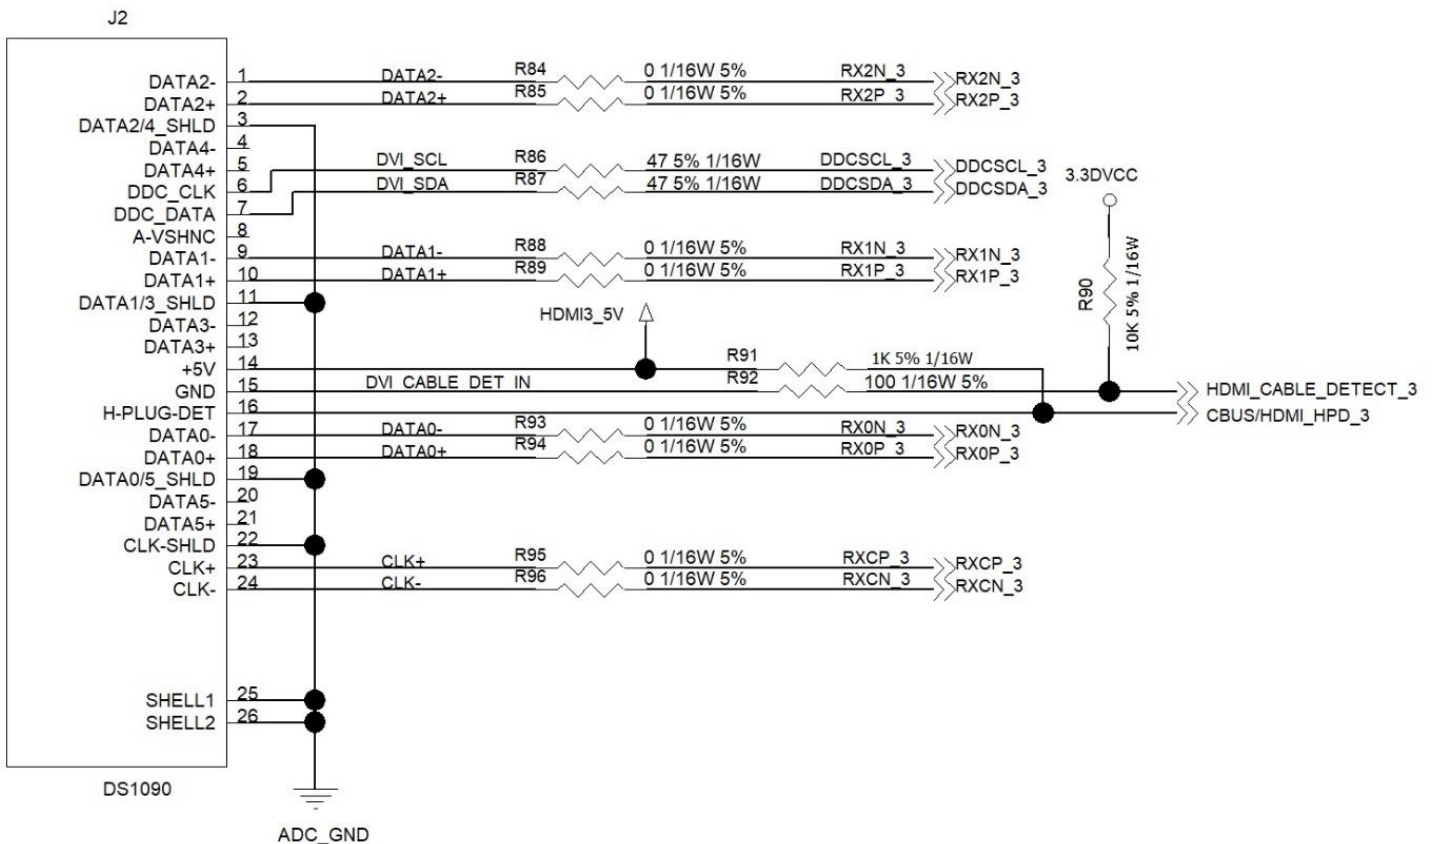 J2
DATA2- 1 DATA2- R84 0 1/16W 5% RX2N_3 RX2N_3
DATA2+ 2 DATA2+ R85 0 1/16W 5% RX2P_3 RX2P_3
DATA2/4_SHLD 3
DATA4- 4
DATA4+ 5 DVI_SCL R86 47 5% 1/16W DDCSCL_3 DDCSCL_3
DDC_CLK 6 DVI_SDA R87 47 5% 1/16W DDCSDA_3 DDCSDA_3
3.3DVCC
DDC_DATA 7
A-VSHNC 8
DATA1- 9 DATA1- R88 0 1/16W 5% RX1N_3 RX1N_3
DATA1+ 10 DATA1+ R89 0 1/16W 5% RX1P_3 RX1P_3
R90 10K 5% 1/16W
DATA1/3_SHLD 11
HDMI3_5V
DATA3- 12
DATA3+ 13
+5V 14 R91 1K 5% 1/16W
GND 15 DVI_CABLE_DET_IN R92 100 1/16W 5% HDMI_CABLE_DETECT_3
H-PLUG-DET 16 CBUS/HDMI_HPD_3
DATA0- 17 DATA0- R93 0 1/16W 5% RX0N_3 RX0N_3
DATA0+ 18 DATA0+ R94 0 1/16W 5% RX0P_3 RX0P_3
DATA0/5_SHLD 19
DATA5- 20
DATA5+ 21
CLK-SHLD 22
CLK+ 23 CLK+ R95 0 1/16W 5% RXCP_3 RXCP_3
CLK- 24 CLK- R96 0 1/16W 5% RXCN_3 RXCN_3
SHELL1 25
SHELL2 26
DS1090
ADC_GND